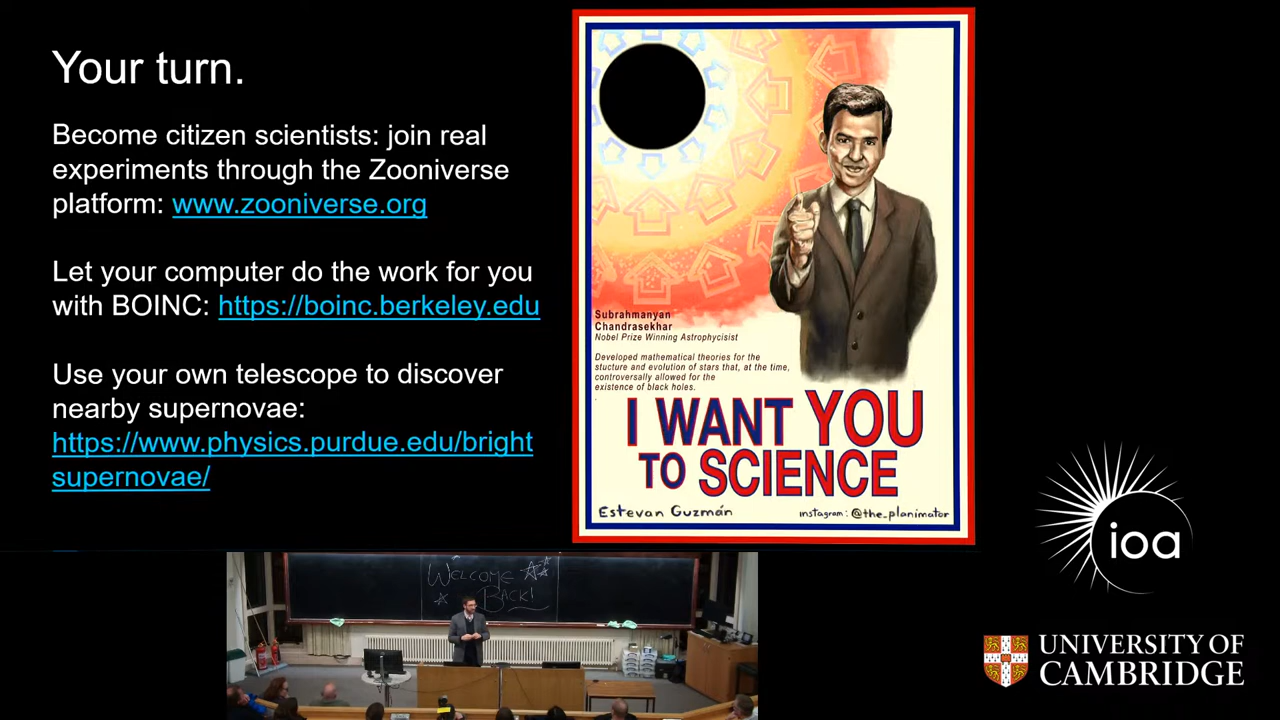 Your turn.
Become citizen scientists: join real
experiments through the Zooniverse
platform: www.zooniverse.org
Let your computer do the work for you
with BOINC: https://boinc.berkeley.edu
Use your own telescope to discover
nearby supernovae:
https://www.physics.purdue.edu/bright
supernovae/
Subrahmanyan
Chandrasekhar
Nobel Prize Winning Astrophycisist
Developed mathematical theories for the
stucture and evolution of stars that, at the time,
controversally allowed for the
existence of black holes.
I WANT YOU
TO SCIENCE
Estevan Guzmán
instagram: @the_planimator
WELCOME
BACK!
ioa
UNIVERSITY OF
CAMBRIDGE